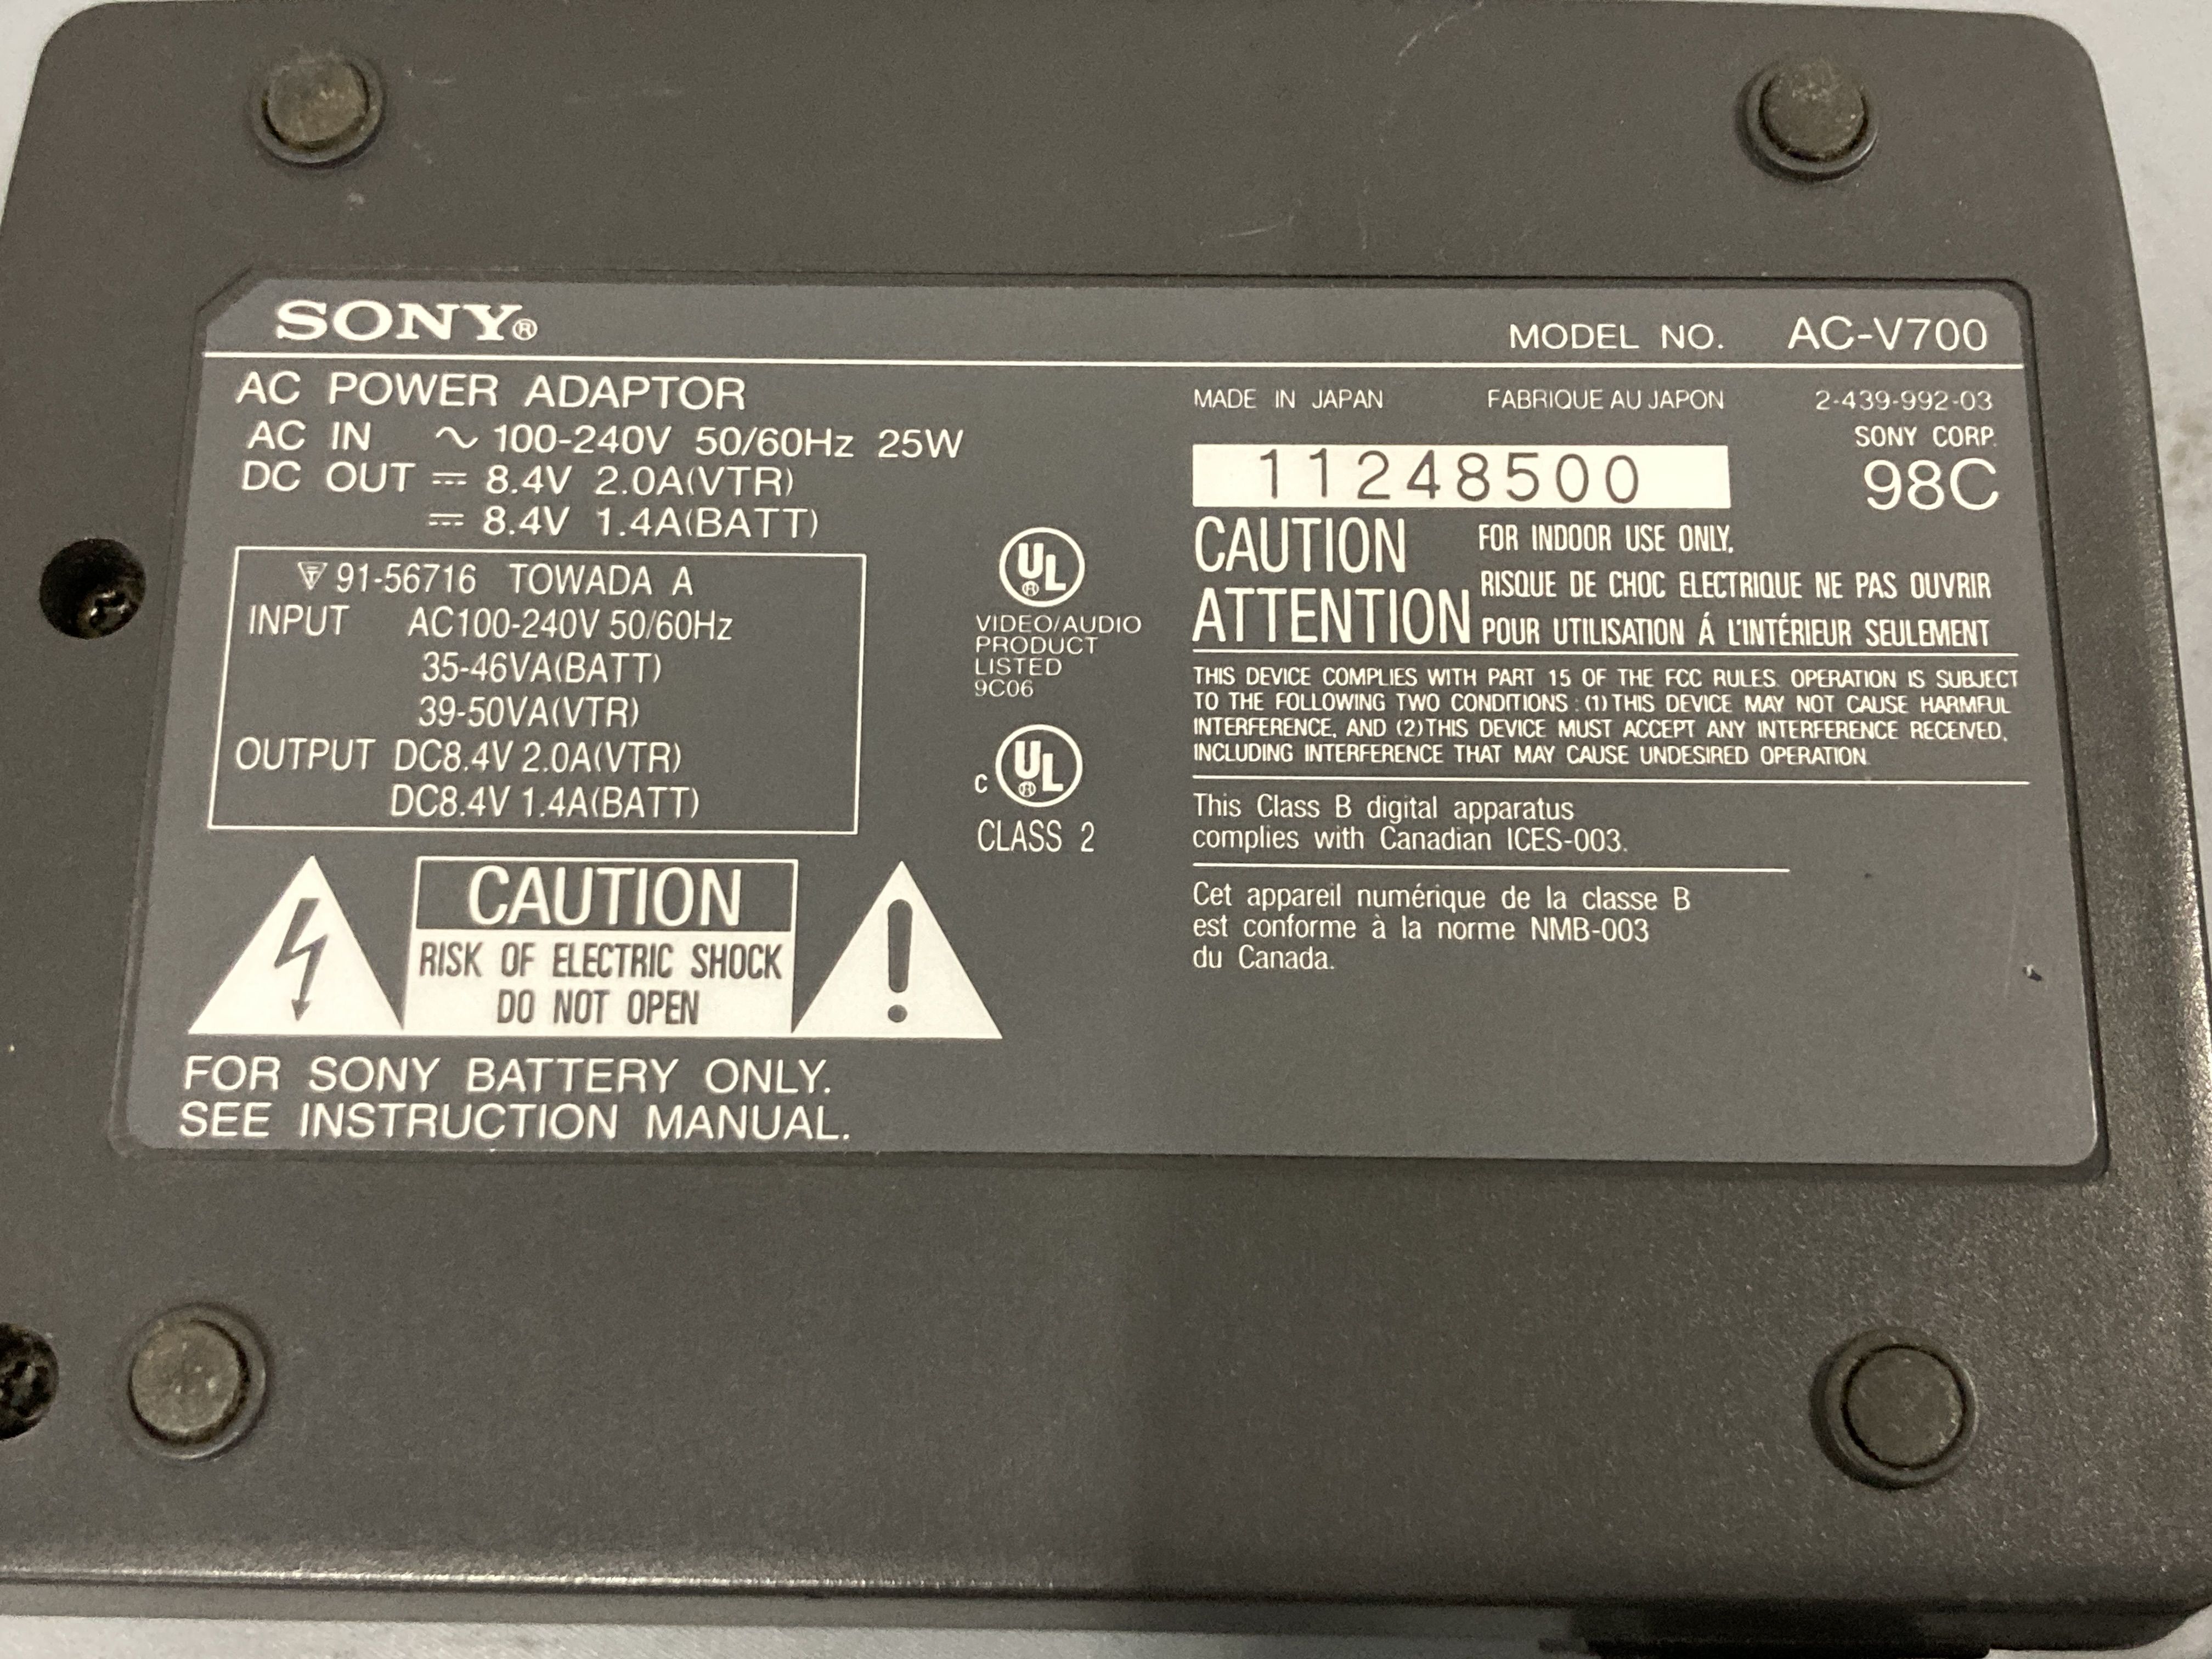 SONY®
MODEL NO. AC-V700
AC POWER ADAPTOR
AC IN ～ 100-240V 50/60Hz 25W
DC OUT ⎓ 8.4V 2.0A(VTR)
⎓ 8.4V 1.4A(BATT)
91-56716 TOWADA A
INPUT AC100-240V 50/60Hz
35-46VA(BATT)
39-50VA(VTR)
OUTPUT DC8.4V 2.0A(VTR)
DC8.4V 1.4A(BATT)
CAUTION
RISK OF ELECTRIC SHOCK
DO NOT OPEN
FOR SONY BATTERY ONLY.
SEE INSTRUCTION MANUAL.
UL®
VIDEO/AUDIO
PRODUCT
LISTED
9C06
C UL®
CLASS 2
MADE IN JAPAN FABRIQUE AU JAPON 2-439-992-03
SONY CORP.
11248500 98C
CAUTION FOR INDOOR USE ONLY.
RISQUE DE CHOC ELECTRIQUE NE PAS OUVRIR
ATTENTION POUR UTILISATION Á L'INTÉRIEUR SEULEMENT
THIS DEVICE COMPLIES WITH PART 15 OF THE FCC RULES. OPERATION IS SUBJECT
TO THE FOLLOWING TWO CONDITIONS : (1) THIS DEVICE MAY NOT CAUSE HARMFUL
INTERFERENCE, AND (2) THIS DEVICE MUST ACCEPT ANY INTERFERENCE RECEIVED,
INCLUDING INTERFERENCE THAT MAY CAUSE UNDESIRED OPERATION.
This Class B digital apparatus
complies with Canadian ICES-003.
Cet appareil numérique de la classe B
est conforme à la norme NMB-003
du Canada.